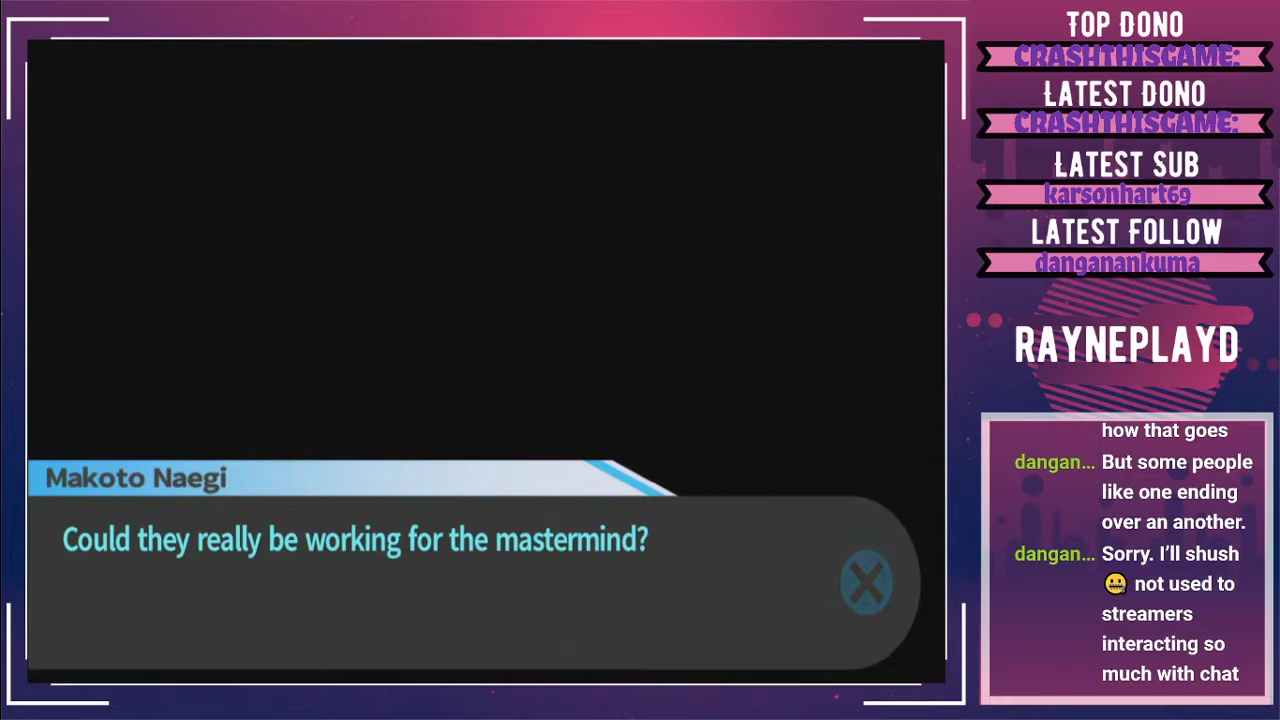 Makoto Naegi
Could they really be working for the mastermind?
TOP DONO
CRASHTHISGAME:
LATEST DONO
CRASHTHISGAME:
LATEST SUB
karsonhart69
LATEST FOLLOW
danganankuma
RAYNEPLAYD
how that goes
dangan... But some people
like one ending
over an another.
dangan... Sorry. I'll shush
🤐 not used to
streamers
interacting so
much with chat